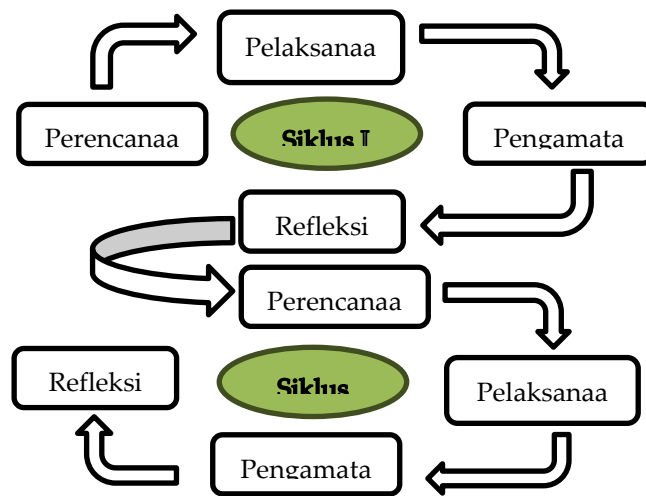 Pelaksanaa
Perencanaa
Siklus I
Pengamata
Refleksi
Perencanaa
Refleksi
Siklus
Pelaksanaa
Pengamata